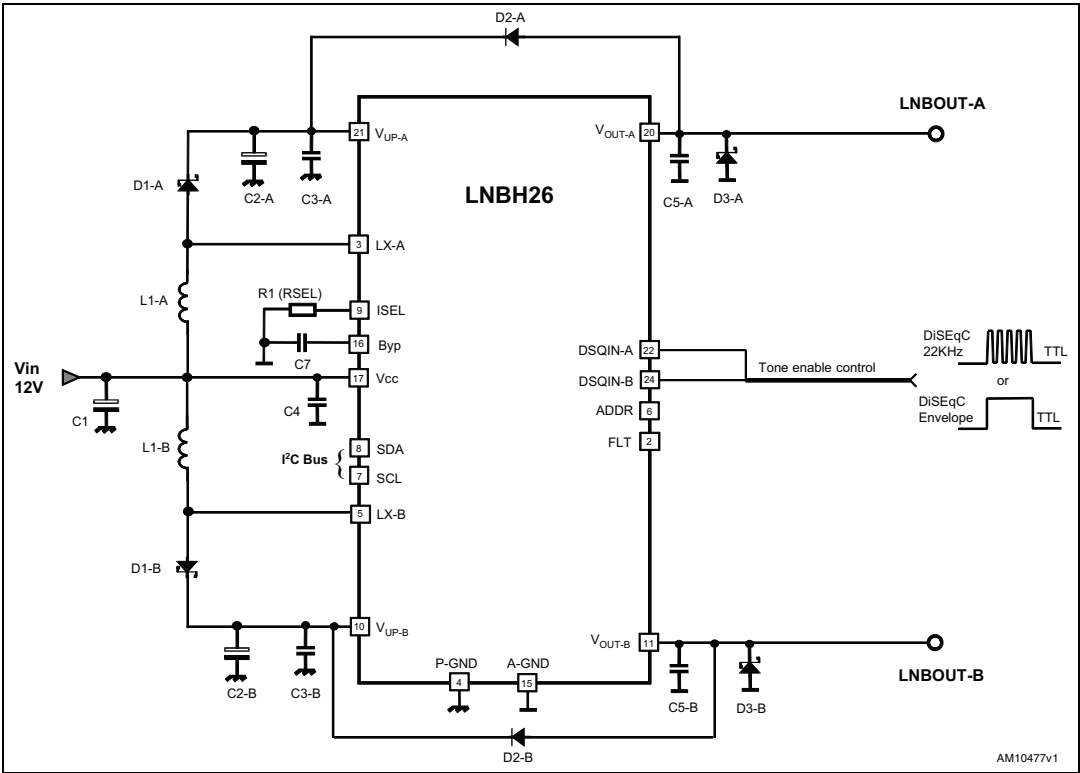 D2-A
LNBOUT-A
21 VUP-A
VOUT-A 20
D1-A
C2-A
C3-A
LNBH26
C5-A
D3-A
3 LX-A
L1-A
R1 (RSEL)
9 ISEL
16 Byp
C7
Vin
12V
17 Vcc
C1
C4
DSQIN-A 22
DSQIN-B 24
ADDR 6
FLT 2
Tone enable control
DiSEqC
22KHz
TTL
or
DiSEqC
Envelope
TTL
L1-B
I²C Bus {
8 SDA
7 SCL
5 LX-B
D1-B
10 VUP-B
VOUT-B 11
C2-B
C3-B
P-GND
4
A-GND
15
C5-B
D3-B
LNBOUT-B
D2-B
AM10477v1